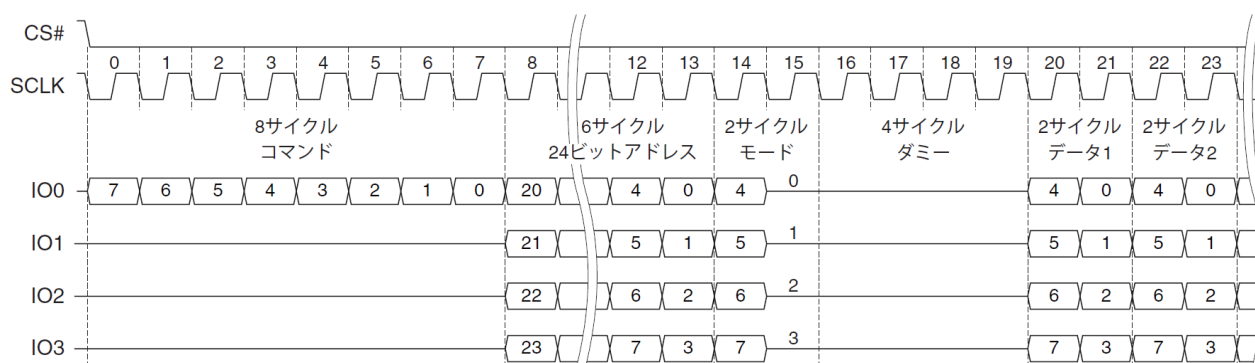 CS#
0 1 2 3 4 5 6 7 8 12 13 14 15 16 17 18 19 20 21 22 23
SCLK
8サイクル 6サイクル 2サイクル 4サイクル 2サイクル 2サイクル
コマンド 24ビットアドレス モード ダミー データ1 データ2
IO0 7 6 5 4 3 2 1 0 20 4 0 4 0 4 0 4 0
IO1 21 5 1 5 1 5 1 5 1
IO2 22 6 2 6 2 6 2 6 2
IO3 23 7 3 7 3 7 3 7 3